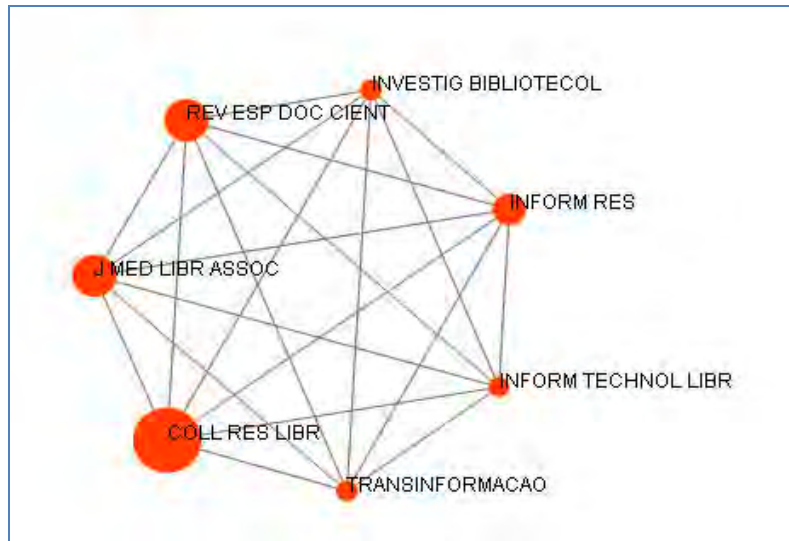 INVESTIG BIBLIOTECOL
REV ESP DOC CIENT
INFORM RES
J MED LIBR ASSOC
INFORM TECHNOL LIBR
COLL RES LIBR
TRANSINFORMACAO